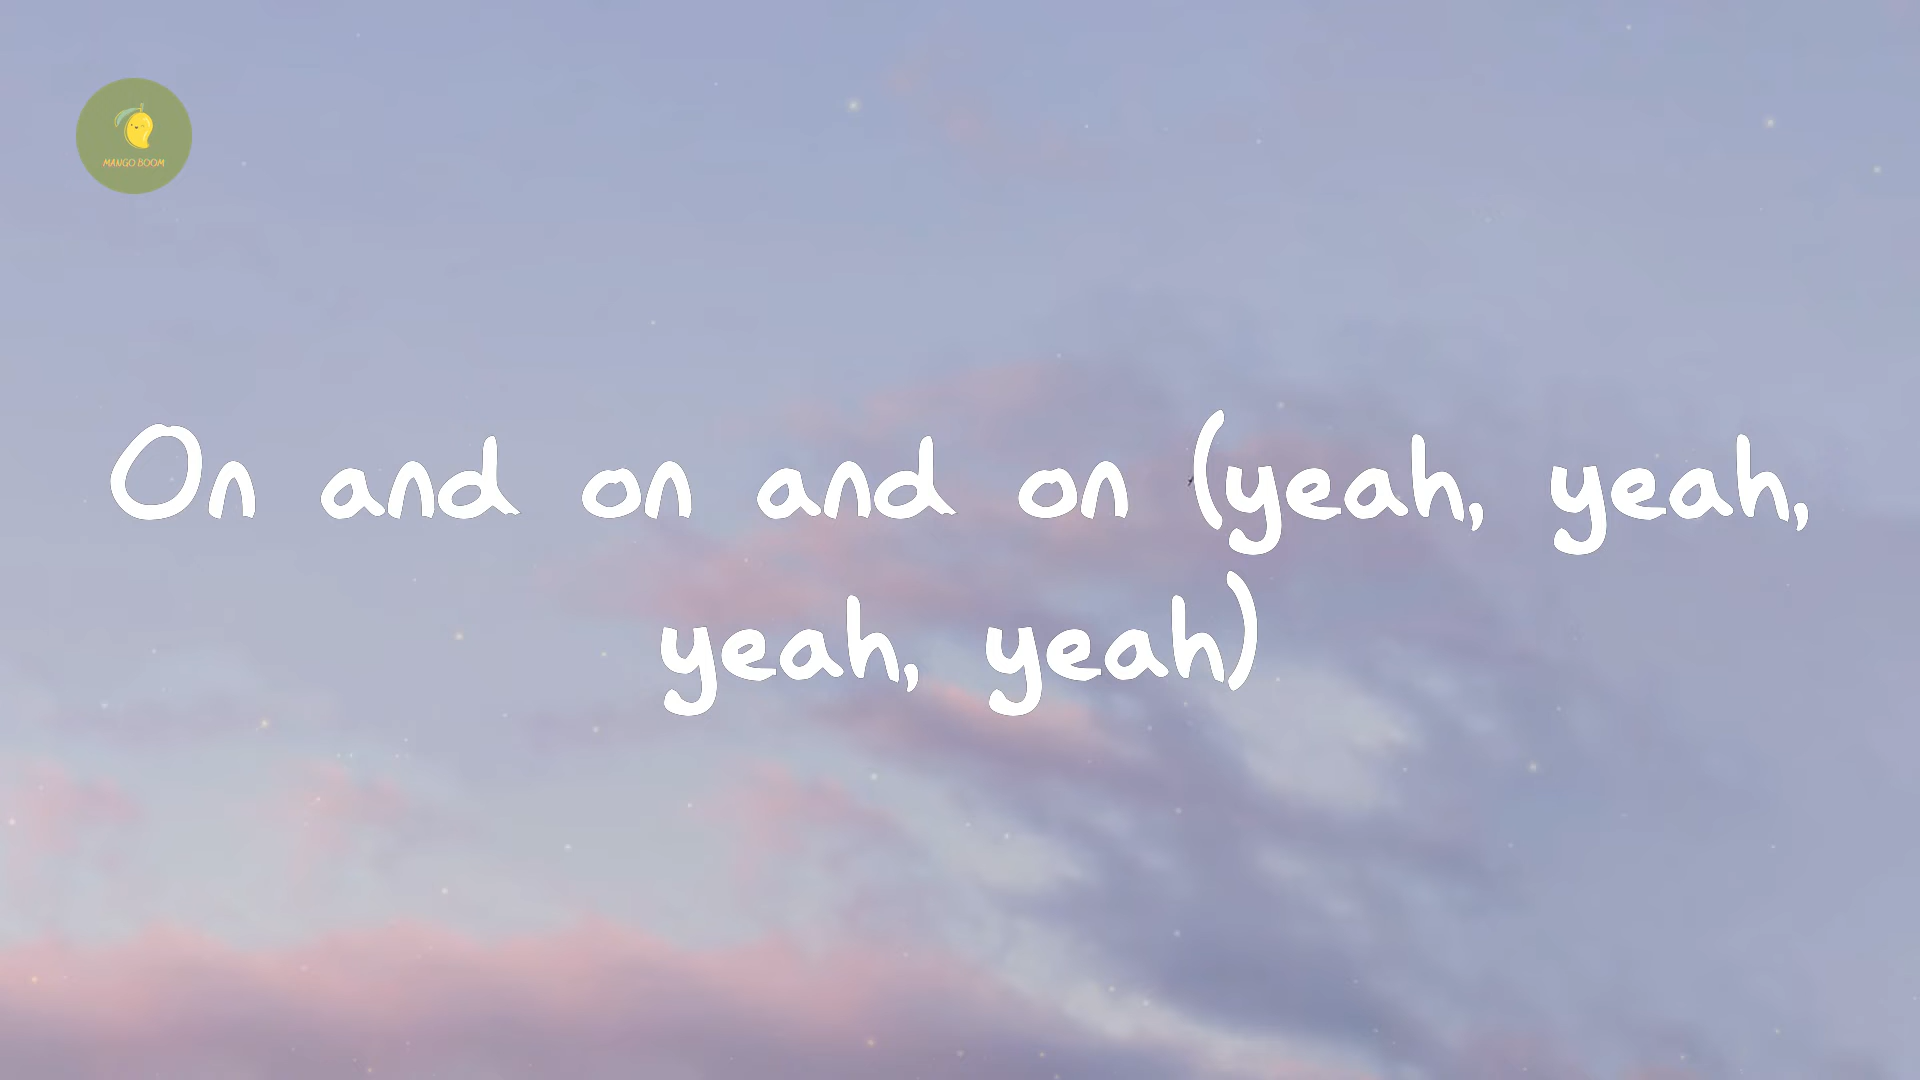 MANGO BOOM
On and on and on (yeah, yeah,
yeah, yeah)